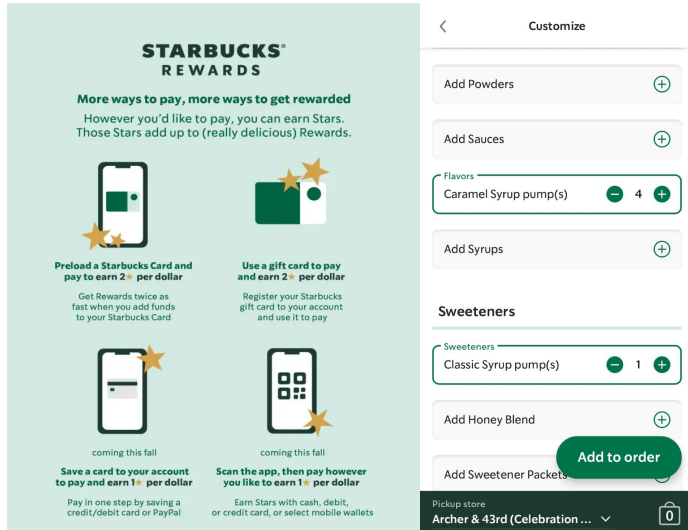 STARBUCKS®
REWARDS
More ways to pay, more ways to get rewarded
However you'd like to pay, you can earn Stars.
Those Stars add up to (really delicious) Rewards.
Preload a Starbucks Card and
pay to earn 2★ per dollar
Get Rewards twice as
fast when you add funds
to your Starbucks Card
Use a gift card to pay
and earn 2★ per dollar
Register your Starbucks
gift card to your account
and use it to pay
coming this fall
Save a card to your account
to pay and earn 1★ per dollar
Pay in one step by saving a
credit/debit card or PayPal
coming this fall
Scan the app, then pay however
you like to earn 1★ per dollar
Earn Stars with cash, debit,
or credit card, or select mobile wallets
Customize
Add Powders
Add Sauces
Flavors
Caramel Syrup pump(s) 4
Add Syrups
Sweeteners
Sweeteners
Classic Syrup pump(s) 1
Add Honey Blend
Add to order
Add Sweetener Packets
Pickup store
Archer & 43rd (Celebration ...
0